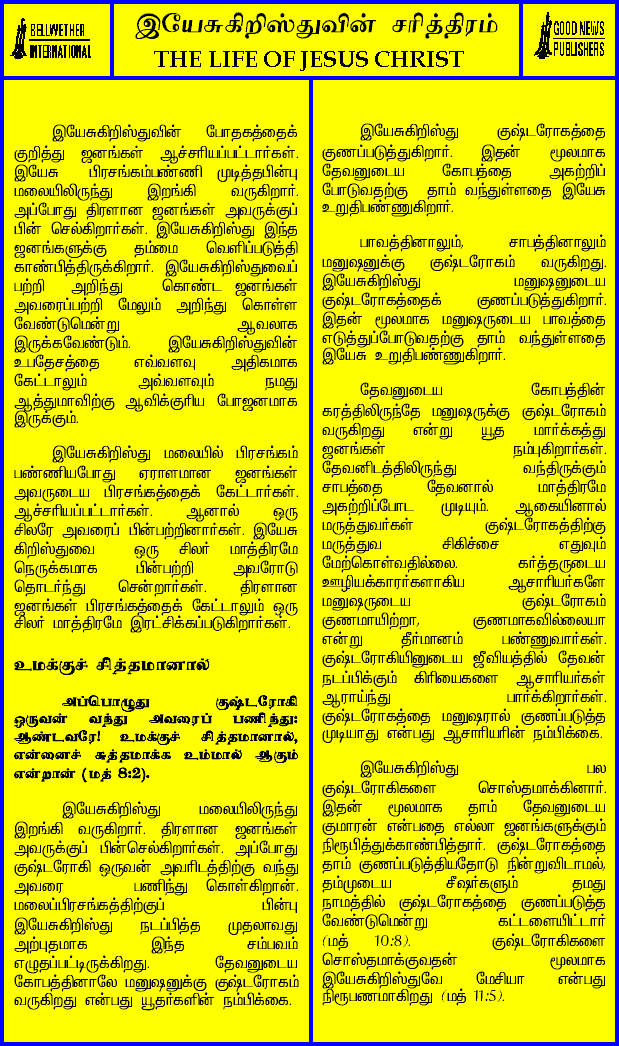 BELLWETHER
INTERNATIONAL
இயேசுகிறிஸ்துவின் சரித்திரம்
THE LIFE OF JESUS CHRIST
GOOD NEWS
PUBLISHERS
இயேசுகிறிஸ்துவின் போதகத்தைக்
குறித்து ஜனங்கள் ஆச்சரியப்பட்டார்கள்.
இயேசு பிரசங்கம்பண்ணி முடித்தபின்பு
மலையிலிருந்து இறங்கி வருகிறார்.
அப்போது திரளான ஜனங்கள் அவருக்குப்
பின் செல்கிறார்கள். இயேசுகிறிஸ்து இந்த
ஜனங்களுக்கு தம்மை வெளிப்படுத்தி
காண்பித்திருக்கிறார். இயேசுகிறிஸ்துவைப்
பற்றி அறிந்து கொண்ட ஜனங்கள்
அவரைப்பற்றி மேலும் அறிந்து கொள்ள
வேண்டுமென்று ஆவலாக
இருக்கவேண்டும். இயேசுகிறிஸ்துவின்
உபதேசத்தை எவ்வளவு அதிகமாக
கேட்டாலும் அவ்வளவும் நமது
ஆத்துமாவிற்கு ஆவிக்குரிய போஜனமாக
இருக்கும்.
இயேசுகிறிஸ்து மலையில் பிரசங்கம்
பண்ணியபோது ஏராளமான ஜனங்கள்
அவருடைய பிரசங்கத்தைக் கேட்டார்கள்.
ஆச்சரியப்பட்டார்கள். ஆனால் ஒரு
சிலரே அவரைப் பின்பற்றினார்கள். இயேசு
கிறிஸ்துவை ஒரு சிலர் மாத்திரமே
நெருக்கமாக பின்பற்றி அவரோடு
தொடர்ந்து சென்றார்கள். திரளான
ஜனங்கள் பிரசங்கத்தைக் கேட்டாலும் ஒரு
சிலர் மாத்திரமே இரட்சிக்கப்படுகிறார்கள்.
உமக்குச் சித்தமானால்
அப்பொழுது குஷ்டரோகி
ஒருவன் வந்து அவரைப் பணிந்து:
ஆண்டவரே! உமக்குச் சித்தமானால்,
என்னைச் சுத்தமாக்க உம்மால் ஆகும்
என்றான் (மத் 8:2).
இயேசுகிறிஸ்து மலையிலிருந்து
இறங்கி வருகிறார். திரளான ஜனங்கள்
அவருக்குப் பின்செல்கிறார்கள். அப்போது
குஷ்டரோகி ஒருவன் அவரிடத்திற்கு வந்து
அவரை பணிந்து கொள்கிறான்.
மலைப்பிரசங்கத்திற்குப் பின்பு
இயேசுகிறிஸ்து நடப்பித்த முதலாவது
அற்புதமாக இந்த சம்பவம்
எழுதப்பட்டிருக்கிறது. தேவனுடைய
கோபத்தினாலே மனுஷனுக்கு குஷ்டரோகம்
வருகிறது என்பது யூதர்களின் நம்பிக்கை.
இயேசுகிறிஸ்து குஷ்டரோகத்தை
குணப்படுத்துகிறார். இதன் மூலமாக
தேவனுடைய கோபத்தை அகற்றிப்
போடுவதற்கு தாம் வந்துள்ளதை இயேசு
உறுதிபண்ணுகிறார்.
பாவத்தினாலும், சாபத்தினாலும்
மனுஷனுக்கு குஷ்டரோகம் வருகிறது.
இயேசுகிறிஸ்து மனுஷனுடைய
குஷ்டரோகத்தைக் குணப்படுத்துகிறார்.
இதன் மூலமாக மனுஷருடைய பாவத்தை
எடுத்துப்போடுவதற்கு தாம் வந்துள்ளதை
இயேசு உறுதிபண்ணுகிறார்.
தேவனுடைய கோபத்தின்
கரத்திலிருந்தே மனுஷருக்கு குஷ்டரோகம்
வருகிறது என்று யூத மார்க்கத்து
ஜனங்கள் நம்புகிறார்கள்.
தேவனிடத்திலிருந்து வந்திருக்கும்
சாபத்தை தேவனால் மாத்திரமே
அகற்றிப்போட முடியும். ஆகையினால்
மருத்துவர்கள் குஷ்டரோகத்திற்கு
மருத்துவ சிகிச்சை எதுவும்
மேற்கொள்வதில்லை. கர்த்தருடைய
ஊழியக்காரர்களாகிய ஆசாரியர்களே
மனுஷருடைய குஷ்டரோகம்
குணமாயிற்றா, குணமாகவில்லையா
என்று தீர்மானம் பண்ணுவார்கள்.
குஷ்டரோகியினுடைய ஜீவியத்தில் தேவன்
நடப்பிக்கும் கிரியைகளை ஆசாரியர்கள்
ஆராய்ந்து பார்க்கிறார்கள்.
குஷ்டரோகத்தை மனுஷரால் குணப்படுத்த
முடியாது என்பது ஆசாரியரின் நம்பிக்கை.
இயேசுகிறிஸ்து பல
குஷ்டரோகிகளை சொஸ்தமாக்கினார்.
இதன் மூலமாக தாம் தேவனுடைய
குமாரன் என்பதை எல்லா ஜனங்களுக்கும்
நிரூபித்துக்காண்பித்தார். குஷ்டரோகத்தை
தாம் குணப்படுத்தியதோடு நின்றுவிடாமல்,
தம்முடைய சீஷர்களும் தமது
நாமத்தில் குஷ்டரோகத்தை குணப்படுத்த
வேண்டுமென்று கட்டளையிட்டார்
(மத் 10:8). குஷ்டரோகிகளை
சொஸ்தமாக்குவதன் மூலமாக
இயேசுகிறிஸ்துவே மேசியா என்பது
நிரூபணமாகிறது (மத் 11:5).